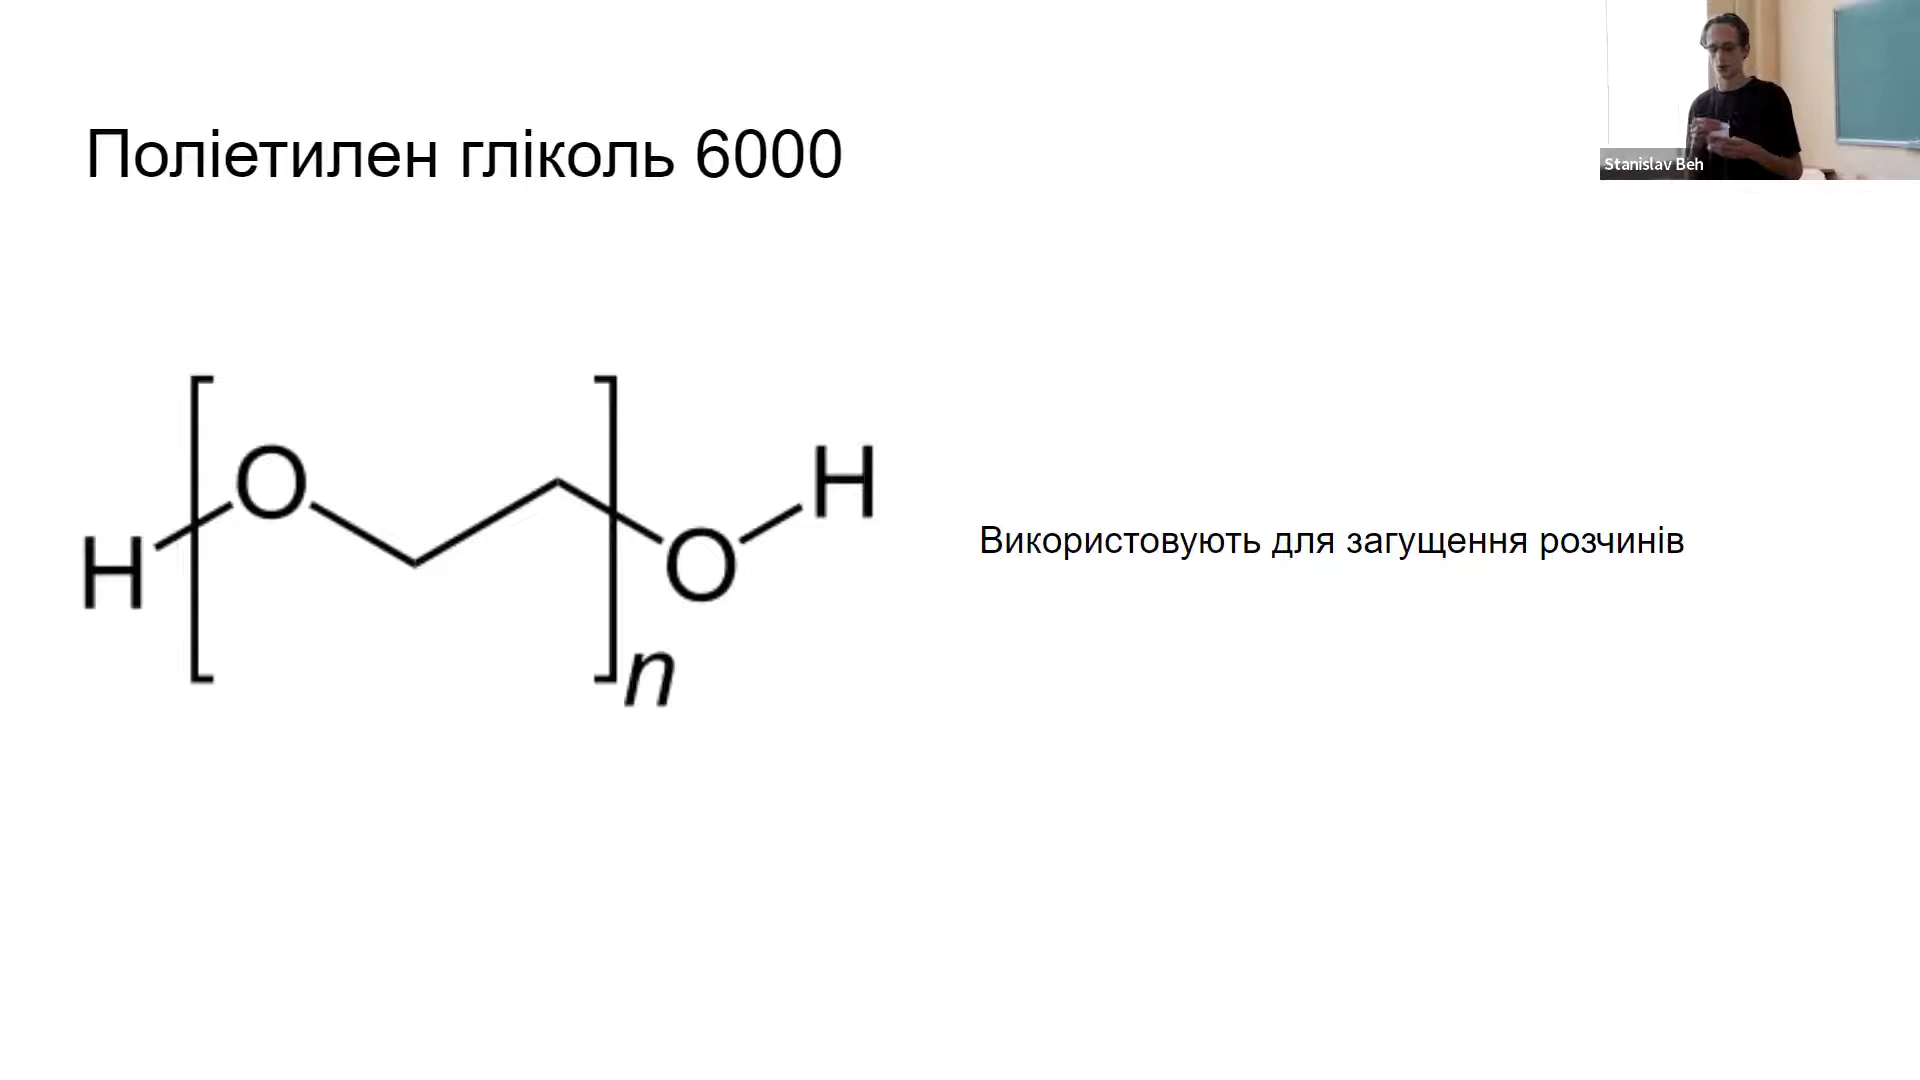 Поліетилен гліколь 6000
Stanislav Beh
H
O
O
H
n
Використовують для загущення розчинів